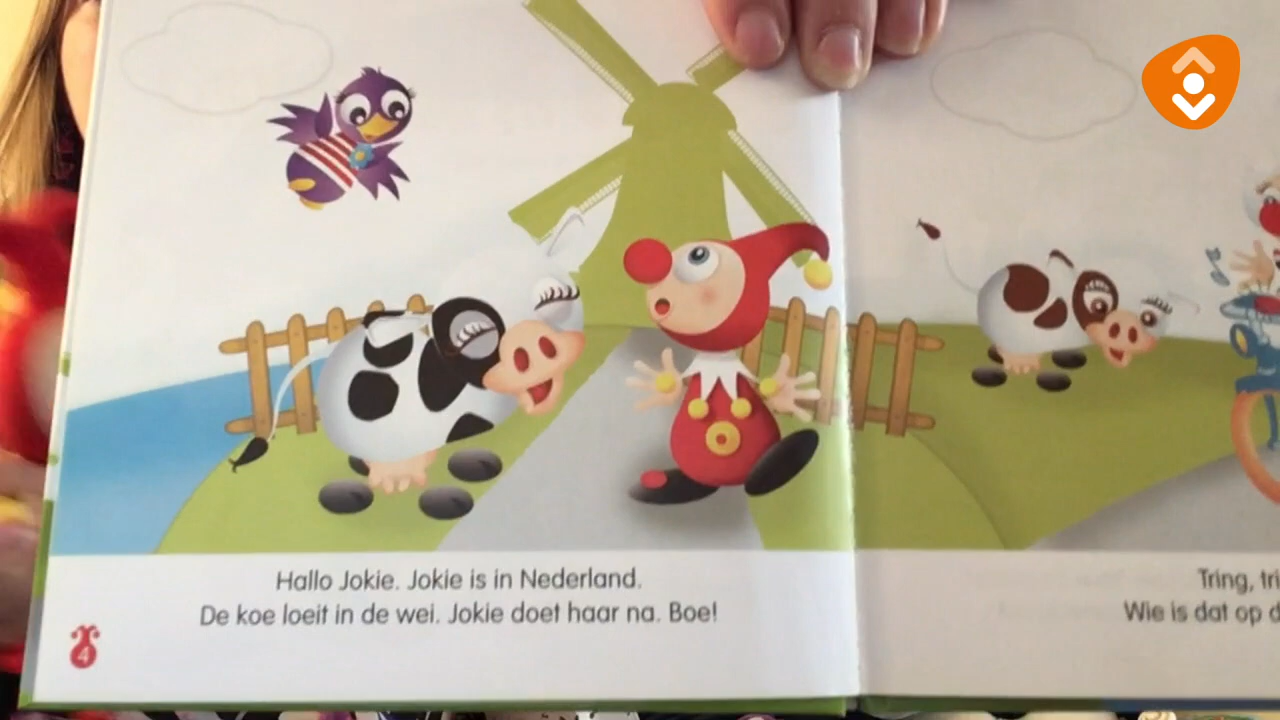 Hallo Jokie. Jokie is in Nederland.
De koe loeit in de wei. Jokie doet haar na. Boe!
4
Tring,
Wie is dat op